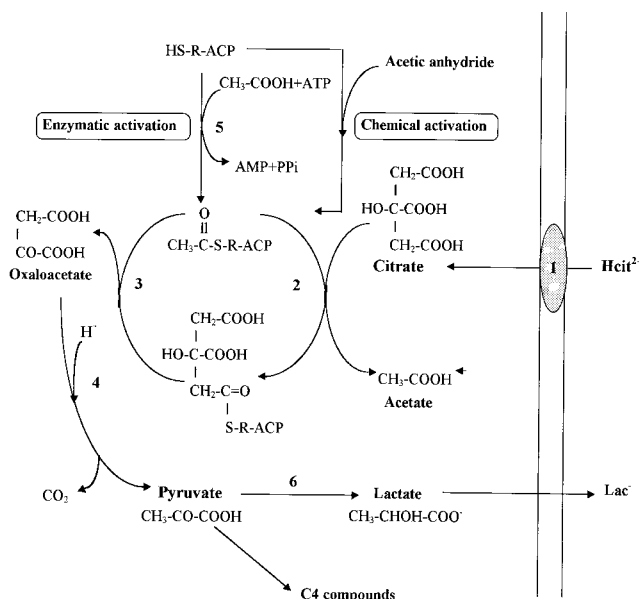 HS-R-ACP
Acetic anhydride
CH₃-COOH+ATP
Enzymatic activation
5
Chemical activation
AMP+PPi
CH₂-COOH
HO-C-COOH
CH₂-COOH
Citrate
CH₂-COOH
CO-COOH
Oxaloacetate
O
CH₃-C-S-R-ACP
1
Hcit²⁻
3
2
H⁺
CH₂-COOH
HO-C-COOH
CH₂-C=O
S-R-ACP
CH₃-COOH
Acetate
4
CO₂
Pyruvate
6
Lactate
Lac⁻
CH₃-CO-COOH
CH₃-CHOH-COO⁻
C4 compounds